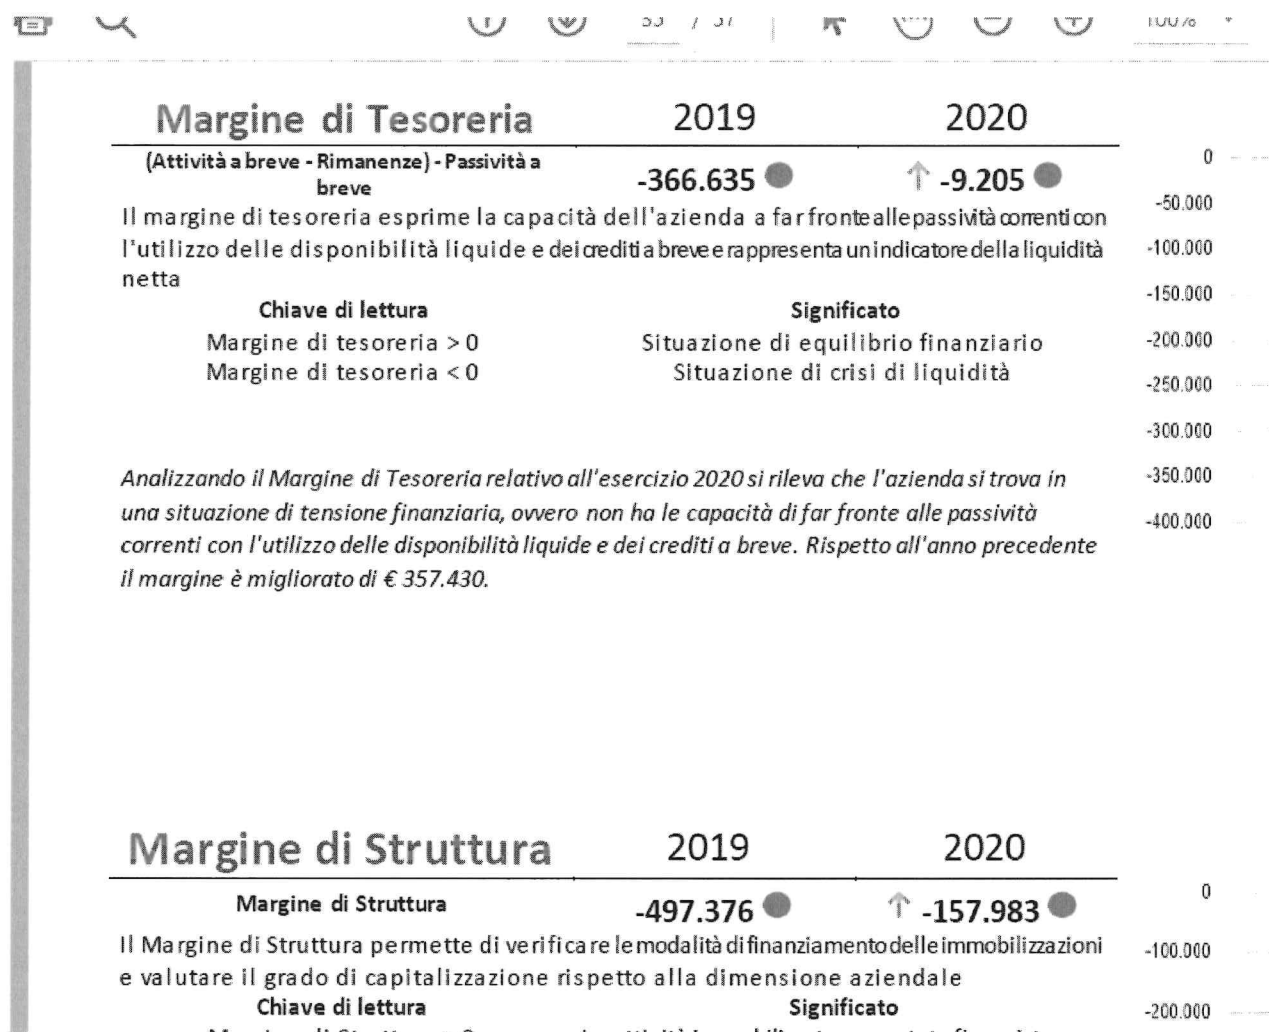 Margine di Tesoreria 2019 2020
(Attività a breve - Rimanenze) - Passività a
breve -366.635 ↑ -9.205
Il margine di tesoreria esprime la capacità dell'azienda a far fronte alle passività correnti con
l'utilizzo delle disponibilità liquide e dei crediti a breve e rappresenta un indicatore della liquidità
netta
Chiave di lettura Significato
Margine di tesoreria > 0 Situazione di equilibrio finanziario
Margine di tesoreria < 0 Situazione di crisi di liquidità
0
-50.000
-100.000
-150.000
-200.000
-250.000
-300.000
-350.000
-400.000
Analizzando il Margine di Tesoreria relativo all'esercizio 2020 si rileva che l'azienda si trova in
una situazione di tensione finanziaria, ovvero non ha le capacità di far fronte alle passività
correnti con l'utilizzo delle disponibilità liquide e dei crediti a breve. Rispetto all'anno precedente
il margine è migliorato di € 357.430.
Margine di Struttura 2019 2020
Margine di Struttura -497.376 ↑ -157.983
Il Margine di Struttura permette di verificare le modalità di finanziamento delle immobilizzazioni
e valutare il grado di capitalizzazione rispetto alla dimensione aziendale
Chiave di lettura Significato
0
-100.000
-200.000